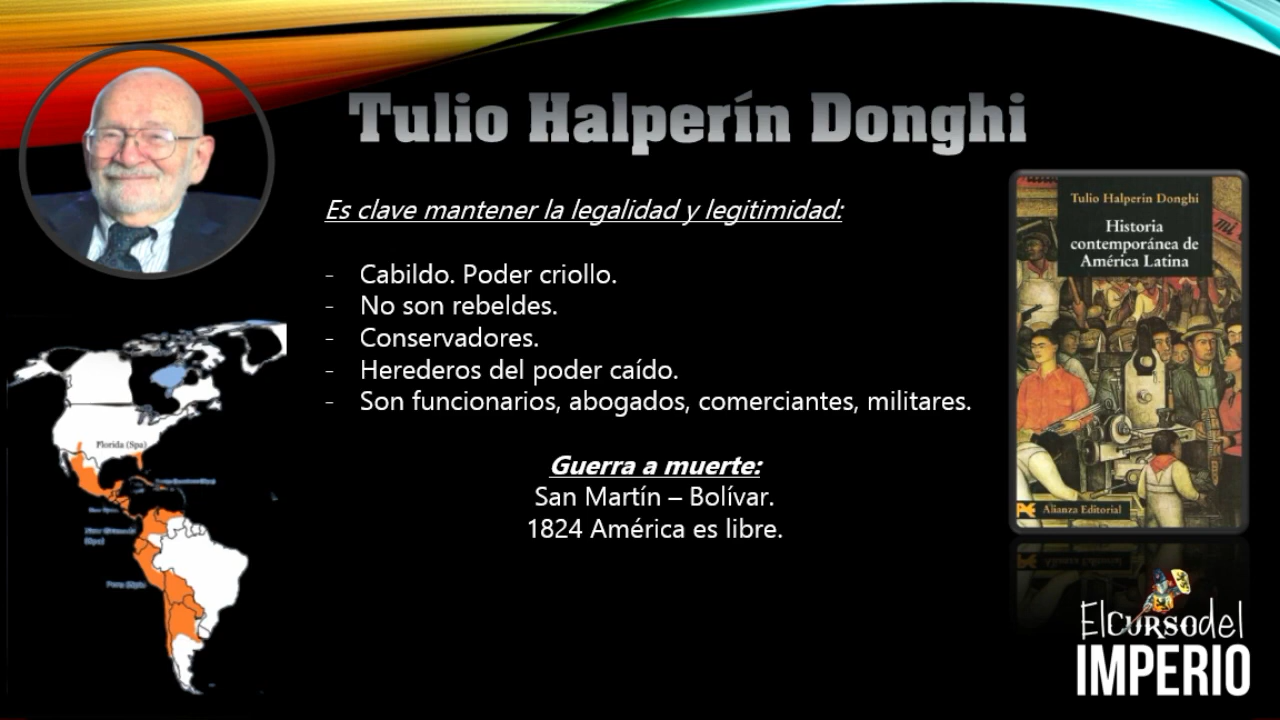 Tulio Halperín Donghi
Es clave mantener la legalidad y legitimidad:
- Cabildo. Poder criollo.
- No son rebeldes.
- Conservadores.
- Herederos del poder caído.
- Son funcionarios, abogados, comerciantes, militares.
Guerra a muerte:
San Martín – Bolívar.
1824 América es libre.
Tulio Halperin Donghi
Historia
contemporánea de
América Latina
Alianza Editorial
Florida (Spa)
ElCURSOdel
IMPERIO